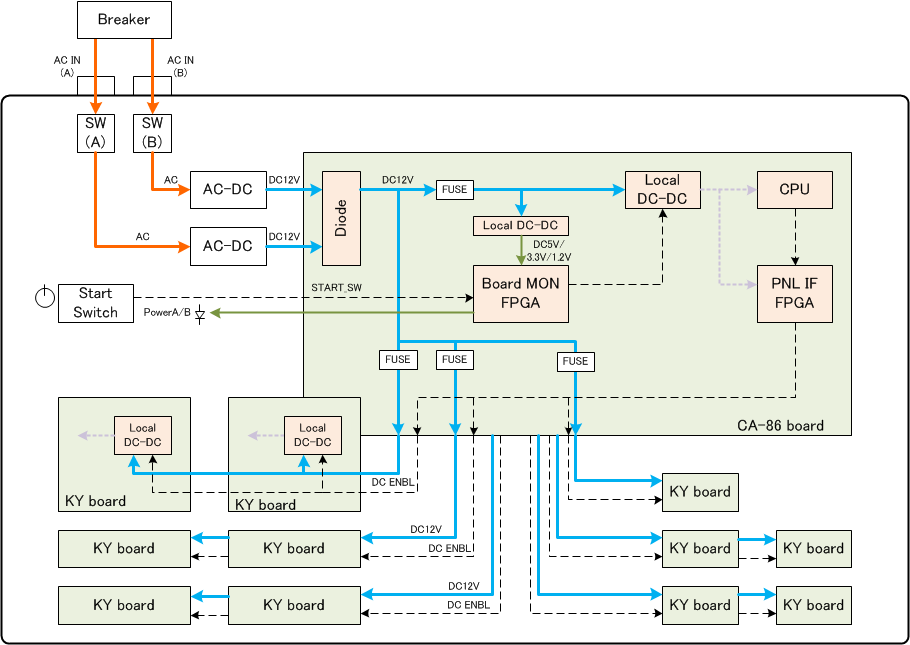 Breaker
AC IN
(A)
AC IN
(B)
SW
(A)
SW
(B)
AC
AC-DC
DC12V
Diode
DC12V
FUSE
Local
DC-DC
CPU
Local DC-DC
AC
AC-DC
DC12V
DC5V/
3.3V/1.2V
Start
Switch
START_SW
PowerA/B
Board MON
FPGA
PNL IF
FPGA
FUSE
FUSE
FUSE
CA-86 board
Local
DC-DC
KY board
Local
DC-DC
KY board
DC ENBL
KY board
KY board
KY board
DC12V
DC ENBL
KY board
KY board
KY board
KY board
DC12V
DC ENBL
KY board
KY board